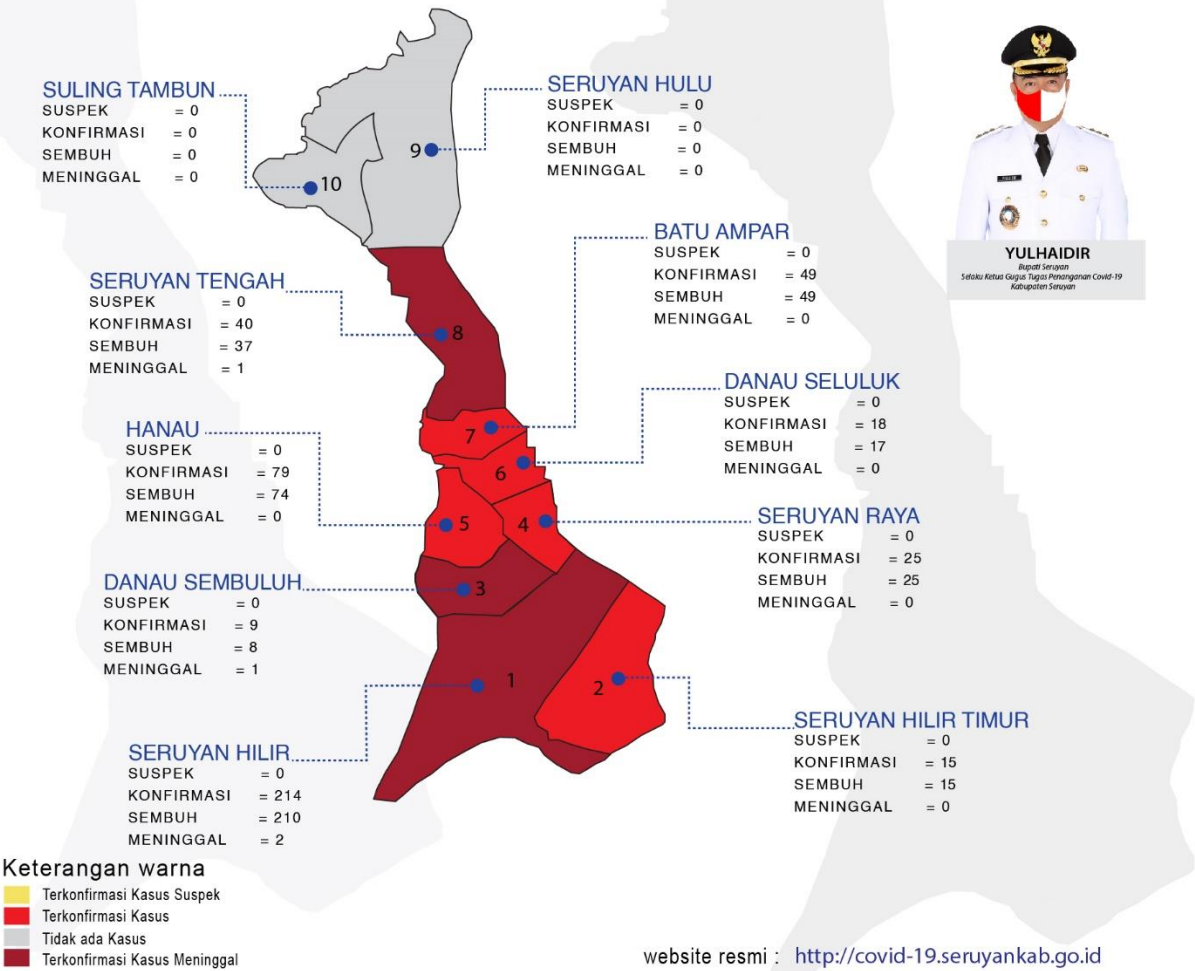 SULING TAMBUN
SUSPEK = 0
KONFIRMASI = 0
SEMBUH = 0
MENINGGAL = 0
SERUYAN HULU
SUSPEK = 0
KONFIRMASI = 0
SEMBUH = 0
MENINGGAL = 0
YULHAIDIR
Bupati Seruyan
Selaku Ketua Gugus Tugas Penanganan Covid-19
Kabupaten Seruyan
9
10
BATU AMPAR
SUSPEK = 0
KONFIRMASI = 49
SEMBUH = 49
MENINGGAL = 0
SERUYAN TENGAH
SUSPEK = 0
KONFIRMASI = 40
SEMBUH = 37
MENINGGAL = 1
8
DANAU SELULUK
SUSPEK = 0
KONFIRMASI = 18
SEMBUH = 17
MENINGGAL = 0
HANAU
SUSPEK = 0
KONFIRMASI = 79
SEMBUH = 74
MENINGGAL = 0
7
6
5
4
SERUYAN RAYA
SUSPEK = 0
KONFIRMASI = 25
SEMBUH = 25
MENINGGAL = 0
DANAU SEMBULUH
SUSPEK = 0
KONFIRMASI = 9
SEMBUH = 8
MENINGGAL = 1
3
1
2
SERUYAN HILIR TIMUR
SUSPEK = 0
KONFIRMASI = 15
SEMBUH = 15
MENINGGAL = 0
SERUYAN HILIR
SUSPEK = 0
KONFIRMASI = 214
SEMBUH = 210
MENINGGAL = 2
Keterangan warna
Terkonfirmasi Kasus Suspek
Terkonfirmasi Kasus
Tidak ada Kasus
Terkonfirmasi Kasus Meninggal
website resmi : http://covid-19.seruyankab.go.id